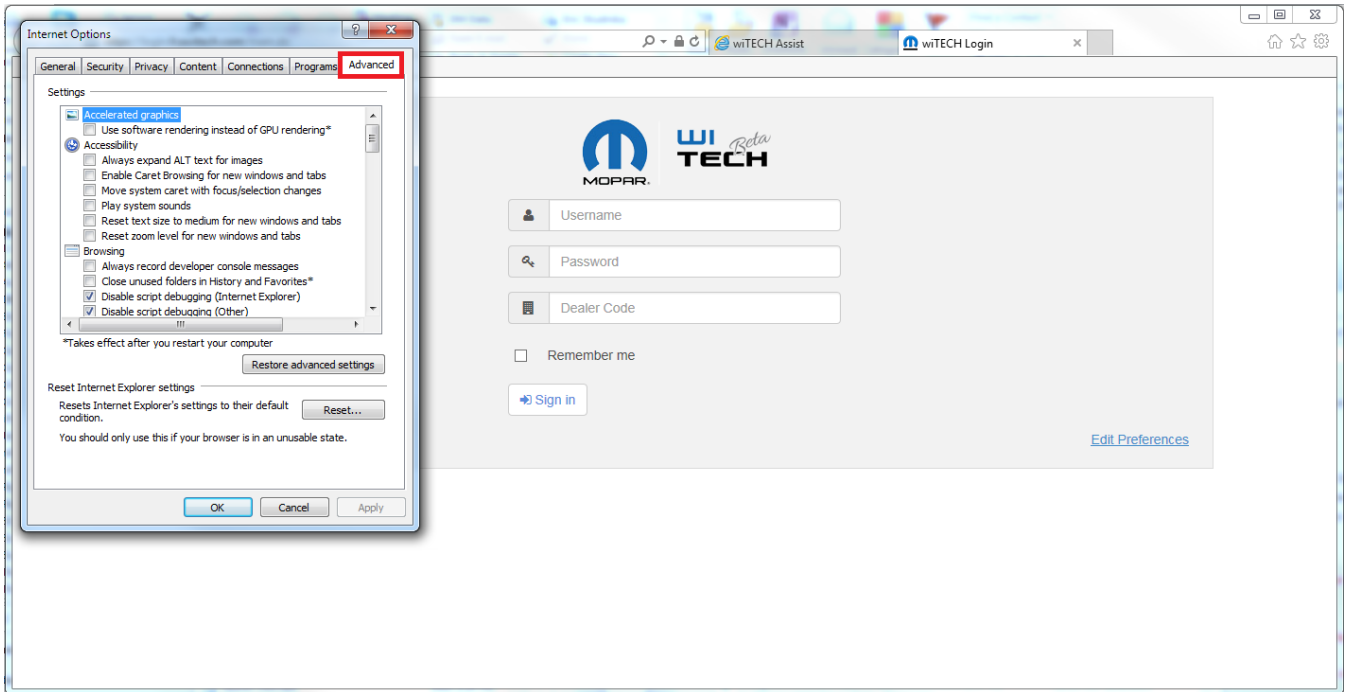 Internet Options
wiTECH Assist
wiTECH Login
General Security Privacy Content Connections Programs Advanced
Settings
Accelerated graphics
Use software rendering instead of GPU rendering*
Accessibility
Always expand ALT text for images
Enable Caret Browsing for new windows and tabs
Move system caret with focus/selection changes
Play system sounds
Reset text size to medium for new windows and tabs
Reset zoom level for new windows and tabs
Browsing
Always record developer console messages
Close unused folders in History and Favorites*
Disable script debugging (Internet Explorer)
Disable script debugging (Other)
*Takes effect after you restart your computer
Restore advanced settings
Reset Internet Explorer settings
Resets Internet Explorer's settings to their default
condition.
Reset...
You should only use this if your browser is in an unusable state.
OK Cancel Apply
MOPAR.
WI Beta
TECH
Username
Password
Dealer Code
Remember me
Sign in
Edit Preferences